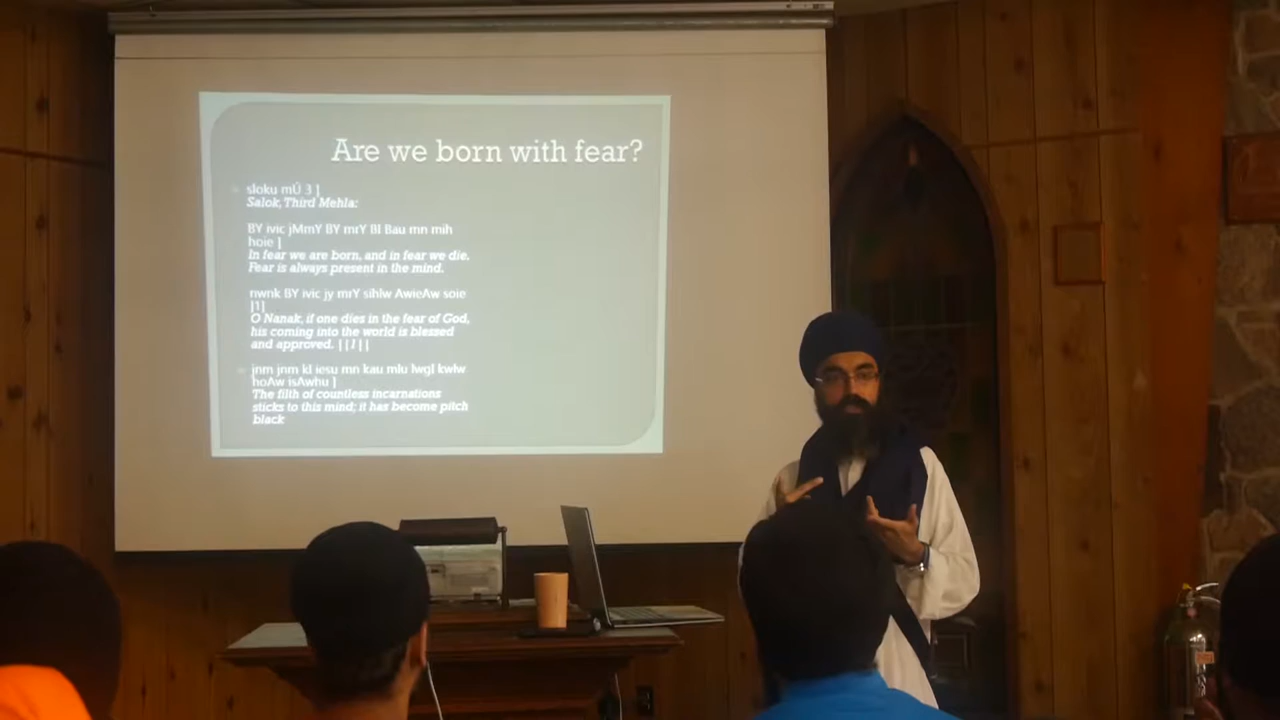 Are we born with fear?
sloku mÚ 3 ]
Salok, Third Mehla:
BY ivic jMmY BY mrY BI Bau mn mih
hoie ]
In fear we are born, and in fear we die.
Fear is always present in the mind.
nwnk BY ivic jy mrY sihlw AwieAw soie
]1]
O Nanak, if one dies in the fear of God,
his coming into the world is blessed
and approved. ||1||
jnm jnm kI iesu mn kau mlu lwgI kwlw
hoAw isAwhu ]
The filth of countless incarnations
sticks to this mind; it has become pitch
black